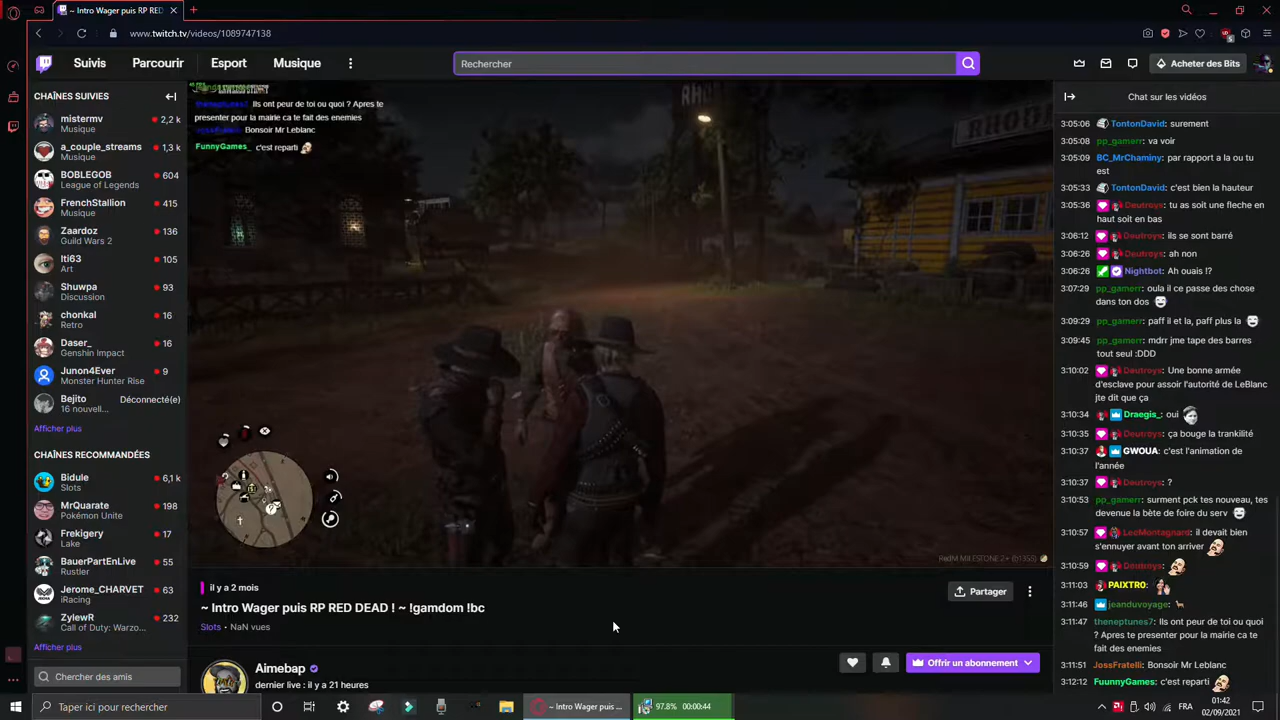 ~ Intro Wager puis RP RED
www.twitch.tv/videos/1089747138
Suivis
Parcourir
Esport
Musique
Rechercher
Acheter des Bits
CHAÎNES SUIVIES
mistermv
2,2 k
Musique
a_couple_streams
1,3 k
Musique
BOBLEGOB
604
League of Legends
FrenchStallion
415
Musique
Zaardoz
136
Guild Wars 2
Iti63
105
Art
Shuwpa
93
Discussion
chonkal
16
Retro
Daser_
16
Genshin Impact
Junon4Ever
9
Monster Hunter Rise
Bejito
Déconnecté(e)
16 nouvell...
Afficher plus
CHAÎNES RECOMMANDÉES
Bidule
6,1 k
Slots
MrQuarate
198
Pokémon Unite
Frekigery
17
Lake
BauerPartEnLive
55
Rustler
Jerome_CHARVET
6
iRacing
ZylewR
232
Call of Duty: Warzo...
Afficher plus
Chercher des amis
theneptunes7 Ils ont peur de toi ou quoi ? Apres te
presenter pour la mairie ca te fait des enemies
Bonsoir Mr Leblanc
FunnyGames_ c'est reparti
RedM MILESTONE 2+ (b1355)
il y a 2 mois
~ Intro Wager puis RP RED DEAD ! ~ !gamdom !bc
Slots • NaN vues
Partager
Aimebap
dernier live : il y a 21 heures
Offrir un abonnement
Chat sur les vidéos
3:05:06 TontonDavid: surement
pp_gamerr: va voir
3:05:09 BC_MrChaminy: par rapport a la ou tu
est
3:05:33 TontonDavid: c'est bien la hauteur
3:05:36 Deutroys: tu as soit une fleche en
haut soit en bas
3:06:12 Deutroys: ils se sont barré
3:06:26 Deutroys: ah non
3:06:26 Nightbot: Ah ouais !?
3:07:29 pp_gamerr: oula il ce passe des chose
dans ton dos
3:09:29 pp_gamerr: paff il et la, paff plus la
3:09:45 pp_gamerr: mdrr jme tape des barres
tout seul :DDD
3:10:02 Deutroys: Une bonne armée
d'esclave pour assoir l'autorité de LeBlanc
jte dit que ça
3:10:34 Draegis_: oui
3:10:35 Deutroys: ça bouge la trankilité
3:10:37 GWOUA: c'est l'animation de
l'année
3:10:37 Deutroys: ?
3:10:53 pp_gamerr: surment pck tes nouveau, tes
devenue la bète de foire du serv
3:10:57 LeoMontagnard: il devait bien
s'ennuyer avant ton arriver
3:10:59 Deutroys:
3:11:03 PAIXTR0:
3:11:46 jeanduvoyage:
3:11:47 theneptunes7: Ils ont peur de toi ou quoi
? Apres te presenter pour la mairie ca te
fait des enemies
3:11:51 JossFratelli: Bonsoir Mr Leblanc
3:12:12 FuunnyGames: c'est reparti
Taper ici pour rechercher
~ Intro Wager puis ...
97.8% 00:00:44
01:42
02/09/2021